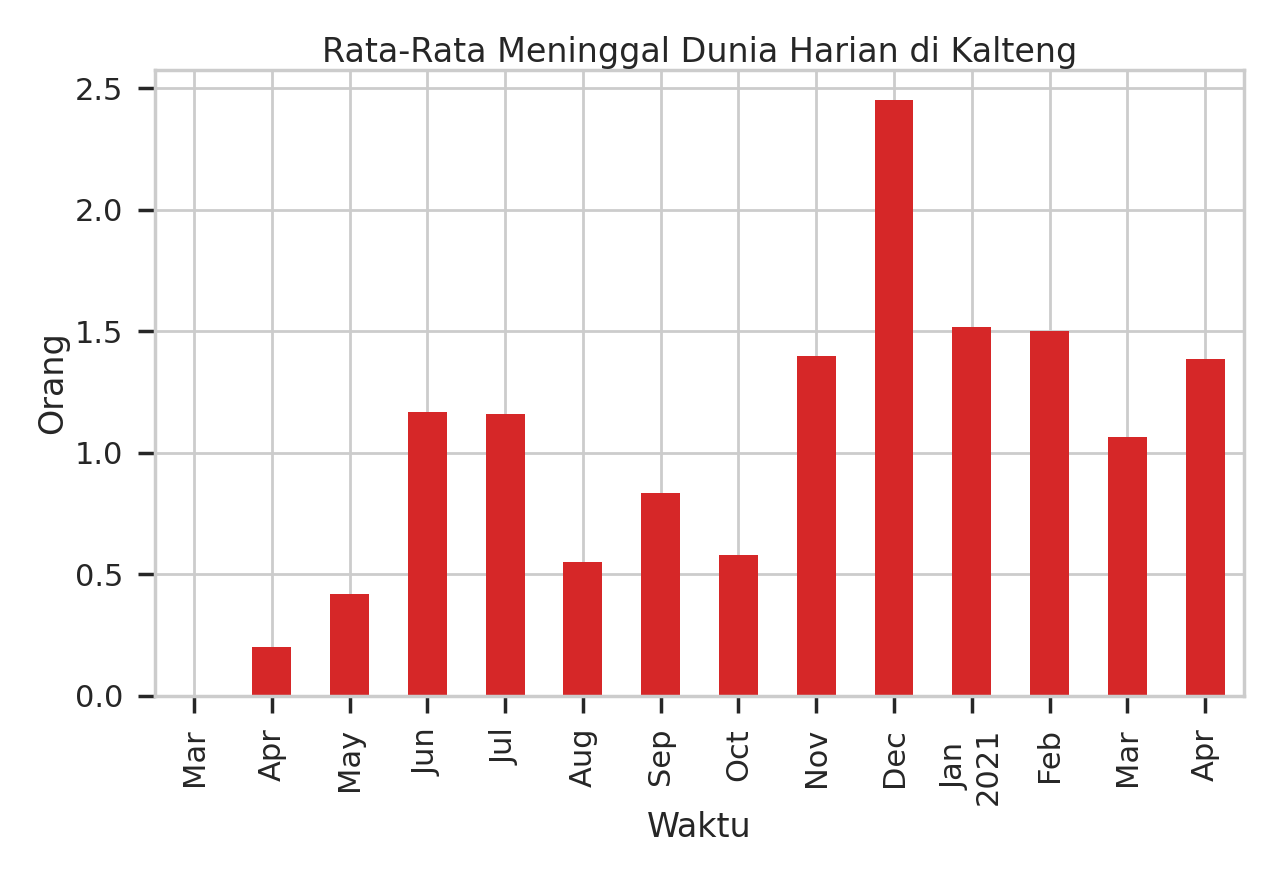 Rata-Rata Meninggal Dunia Harian di Kalteng
Orang
2.5
2.0
1.5
1.0
0.5
0.0
Mar
Apr
May
Jun
Jul
Aug
Sep
Oct
Nov
Dec
Jan
2021
Feb
Mar
Apr
Waktu